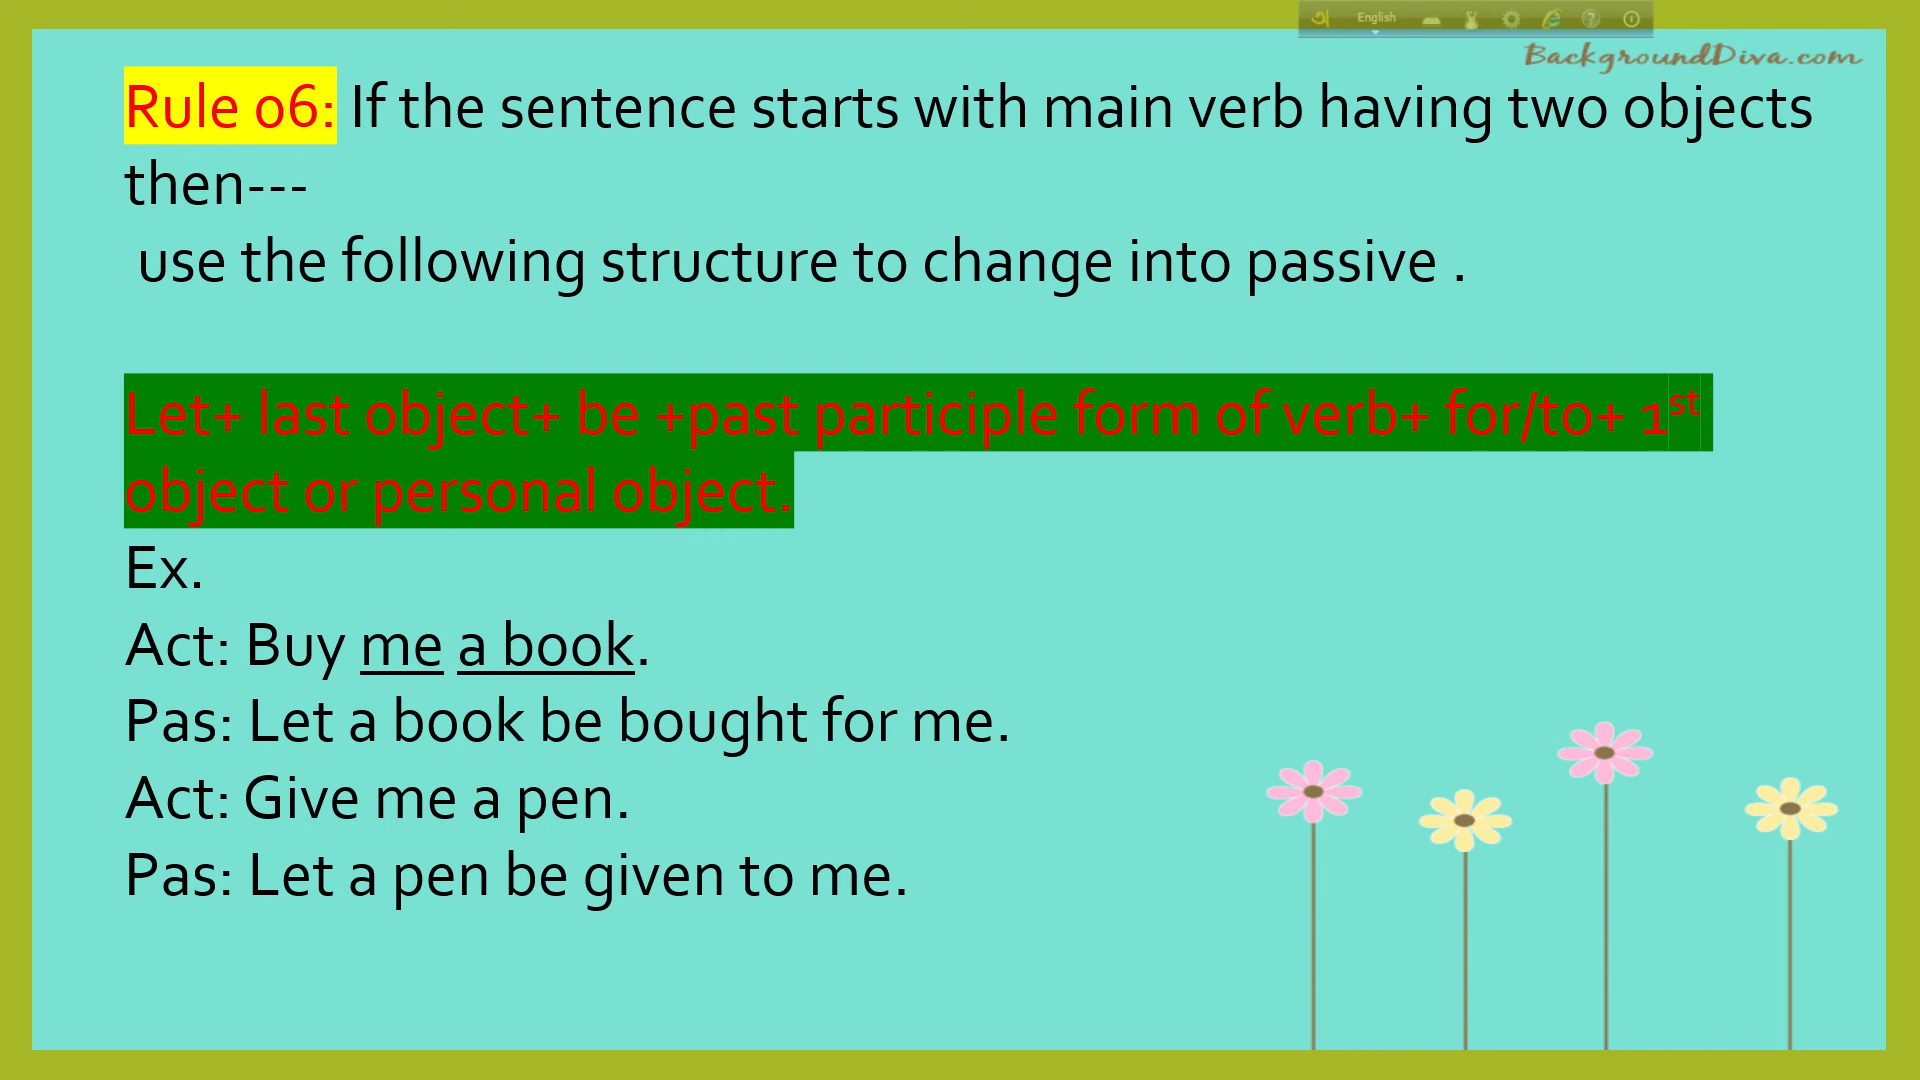 অ English
BackgroundDiva.com
Rule 06: If the sentence starts with main verb having two objects
then---
use the following structure to change into passive .
Let+ last object+ be +past participle form of verb+ for/to+ 1st
object or personal object.
Ex.
Act: Buy me a book.
Pas: Let a book be bought for me.
Act: Give me a pen.
Pas: Let a pen be given to me.